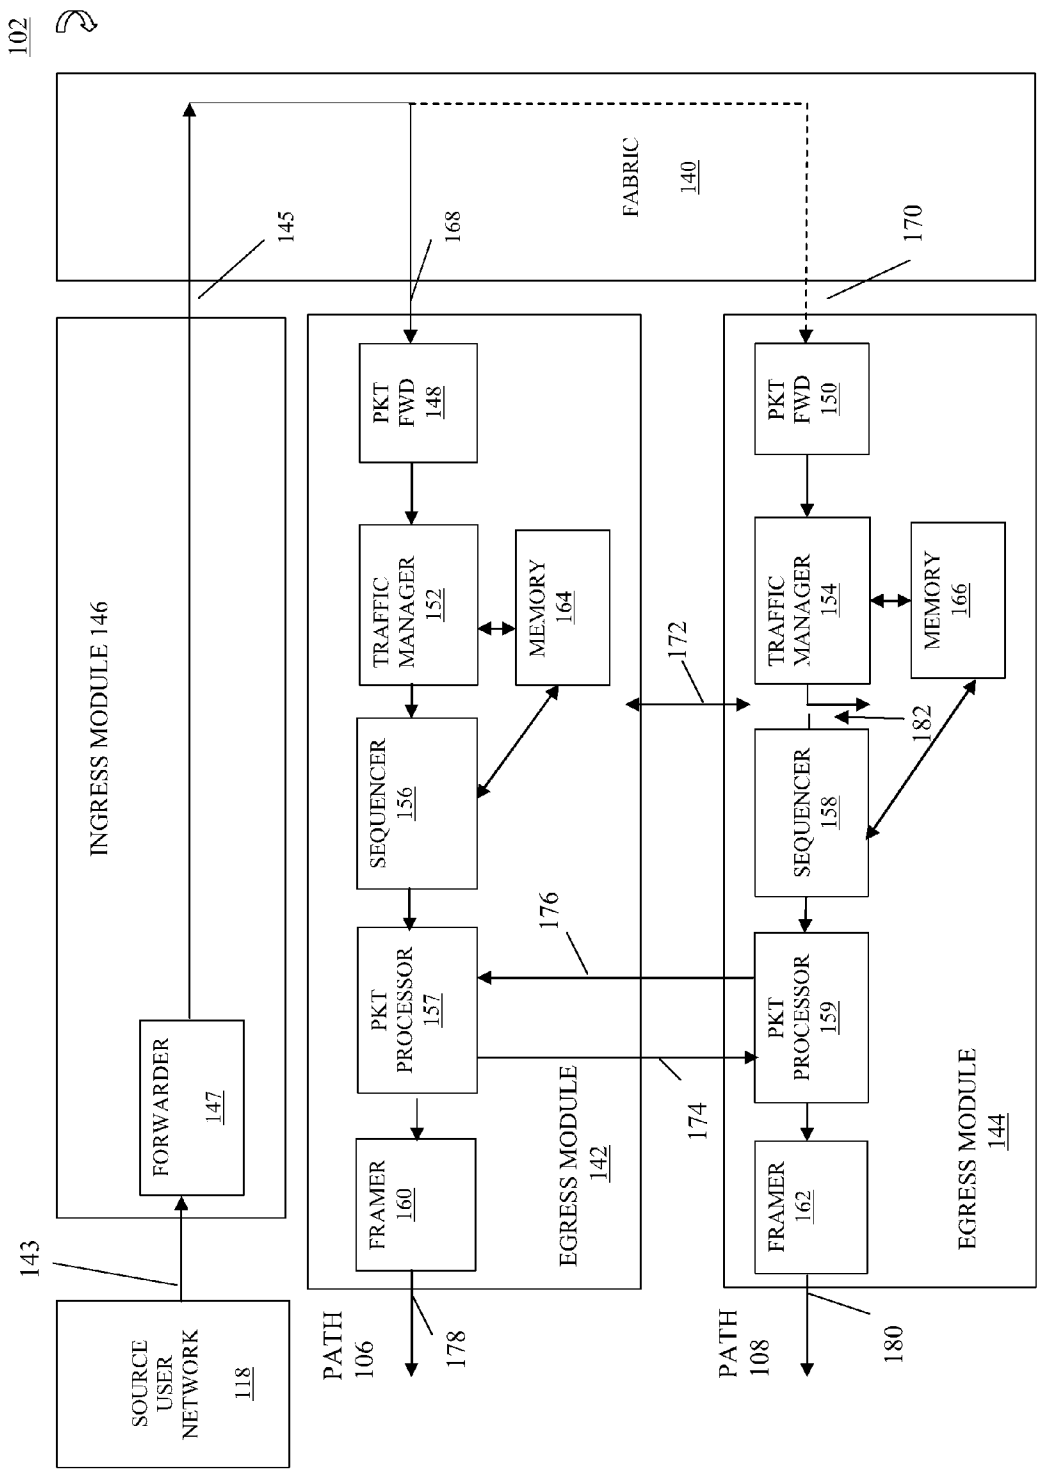 102
SOURCE
USER
NETWORK
118
143
INGRESS MODULE 146
FORWARDER
147
145
FABRIC
140
168
170
PATH
106
178
FRAMER
160
PKT
PROCESSOR
157
SEQUENCER
156
TRAFFIC
MANAGER
152
PKT
FWD
148
MEMORY
164
EGRESS MODULE
142
174
176
172
PATH
108
180
FRAMER
162
PKT
PROCESSOR
159
SEQUENCER
158
182
TRAFFIC
MANAGER
154
PKT
FWD
150
MEMORY
166
EGRESS MODULE
144